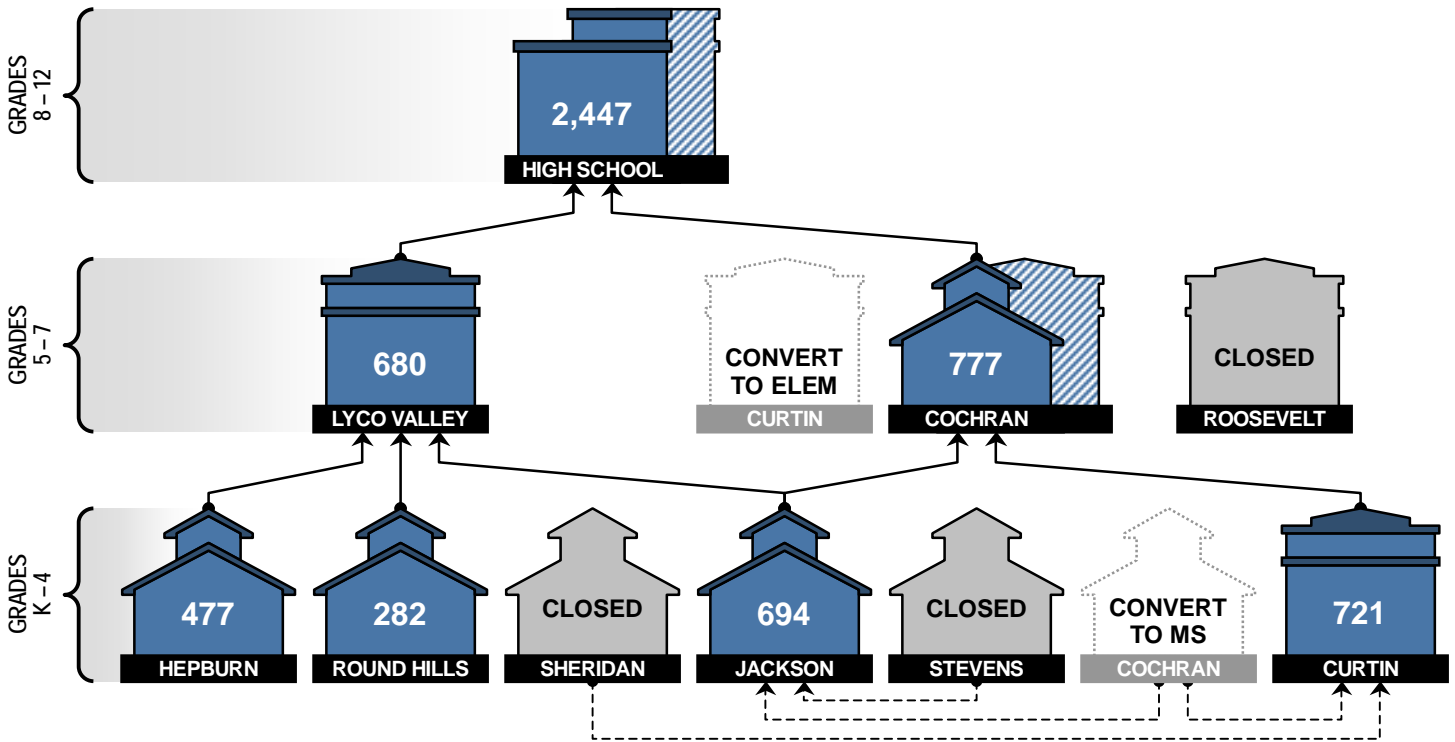 GRADES
8 – 12
2,447
HIGH SCHOOL
GRADES
5 – 7
680
LYCO VALLEY
CONVERT
TO ELEM
CURTIN
777
COCHRAN
CLOSED
ROOSEVELT
GRADES
K – 4
477
HEPBURN
282
ROUND HILLS
CLOSED
SHERIDAN
694
JACKSON
CLOSED
STEVENS
CONVERT
TO MS
COCHRAN
721
CURTIN